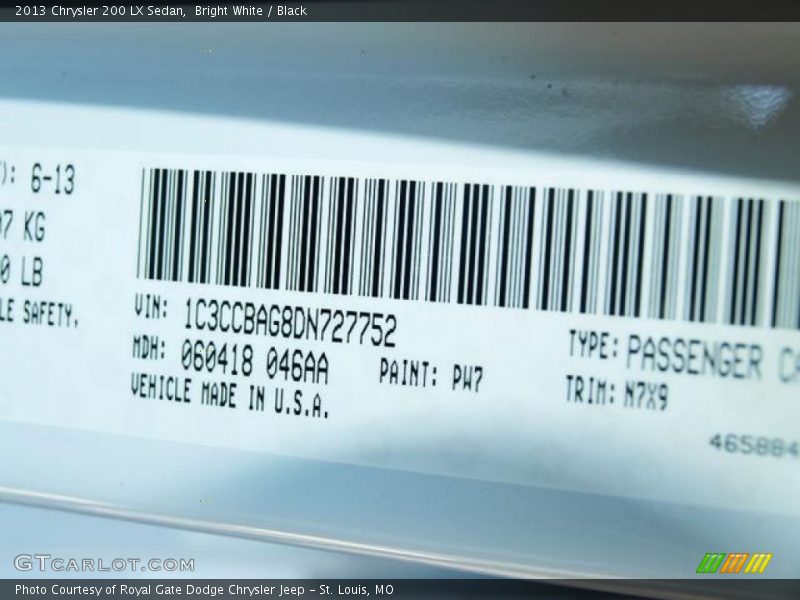 2013 Chrysler 200 LX Sedan, Bright White / Black
): 6-13
7 KG
0 LB
LE SAFETY,
VIN: 1C3CCBAG8DN727752
MDH: 060418 046AA
PAINT: PW7
VEHICLE MADE IN U.S.A.
TYPE: PASSENGER
TRIM: N7X9
465884
GTCARLOT.COM
Photo Courtesy of Royal Gate Dodge Chrysler Jeep – St. Louis, MO